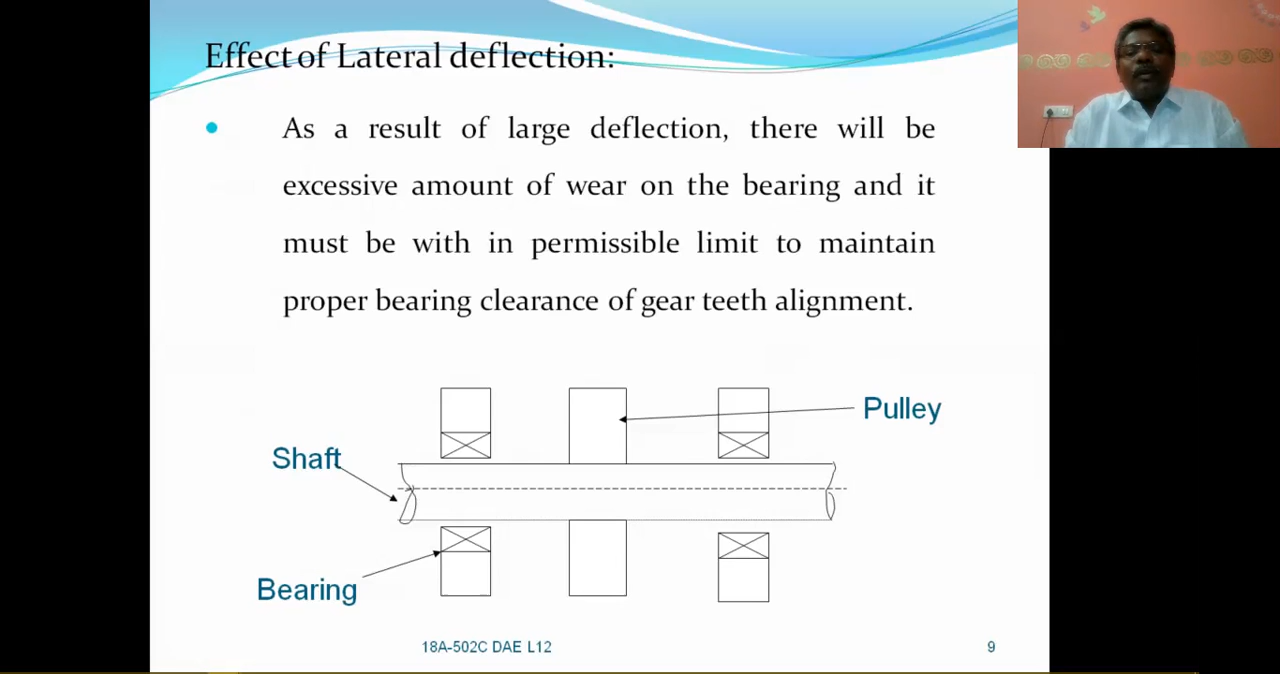 Effect of Lateral deflection:
As a result of large deflection, there will be
excessive amount of wear on the bearing and it
must be with in permissible limit to maintain
proper bearing clearance of gear teeth alignment.
Pulley
Shaft
Bearing
18A-502C DAE L12
9